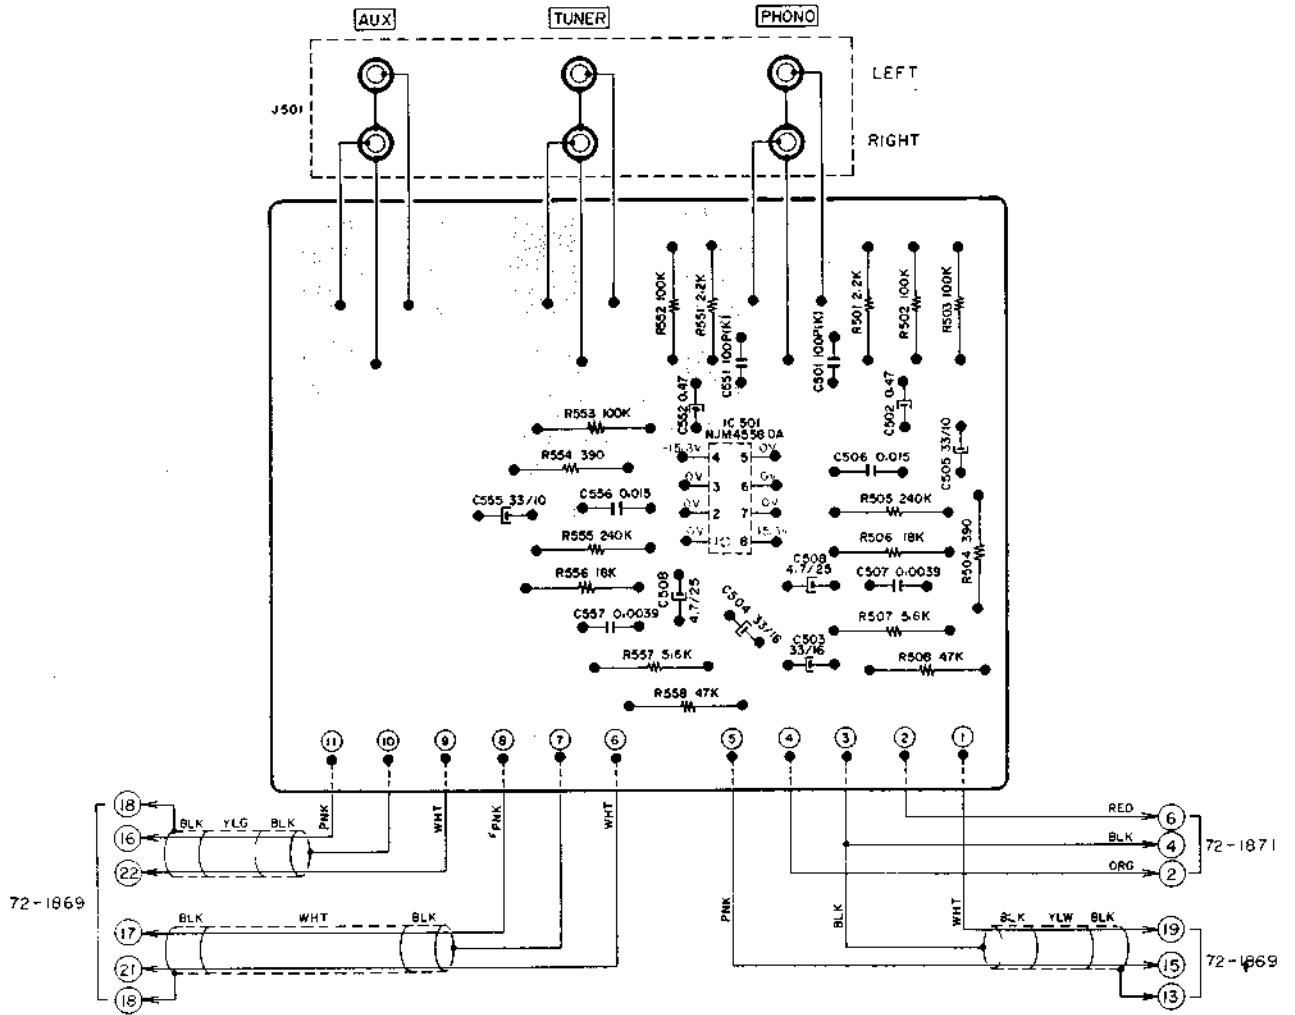 AUX TUNER PHONO
LEFT
J501
RIGHT
R552 100K
R551 2.2K
C551 100P(K)
C501 100P(K)
R501 2.2K
R502 100K
R503 100K
C552 0.47
C502 0.47
C505 33/10
R553 100K
IC 501
NJM4558DA
R554 390
-15.3V 4 5 0V
C506 0.015
0V 3 6 0V
C555 33/10
C556 0.015
0V 2 7 0V
R505 240K
R504 390
R555 240K
0V 1 8 15.3V
R506 18K
R556 18K
C508
4.7/25
C508
4.7/25
C507 0.0039
C504 33/16
C557 0.0039
R507 5.6K
C503
33/16
R557 5.6K
R508 47K
R558 47K
11 10 9 8 7 6 5 4 3 2 1
PNK WHT PNK WHT
18
BLK YLG BLK
16
22
72-1869
BLK WHT BLK
17
21
18
RED 6
BLK 4
72-1871
ORG 2
PNK BLK WHT
BLK YLW BLK
19
15
72-1869
13